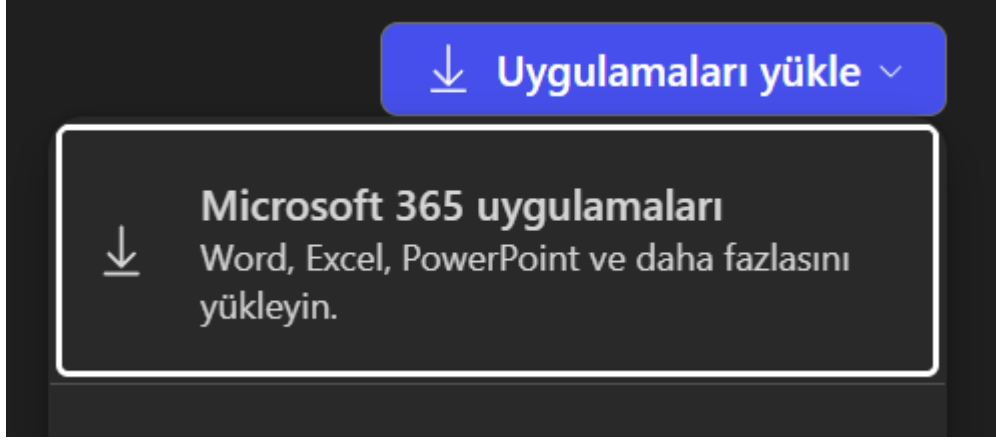 Uygulamaları yükle
Microsoft 365 uygulamaları
Word, Excel, PowerPoint ve daha fazlasını
yükleyin.